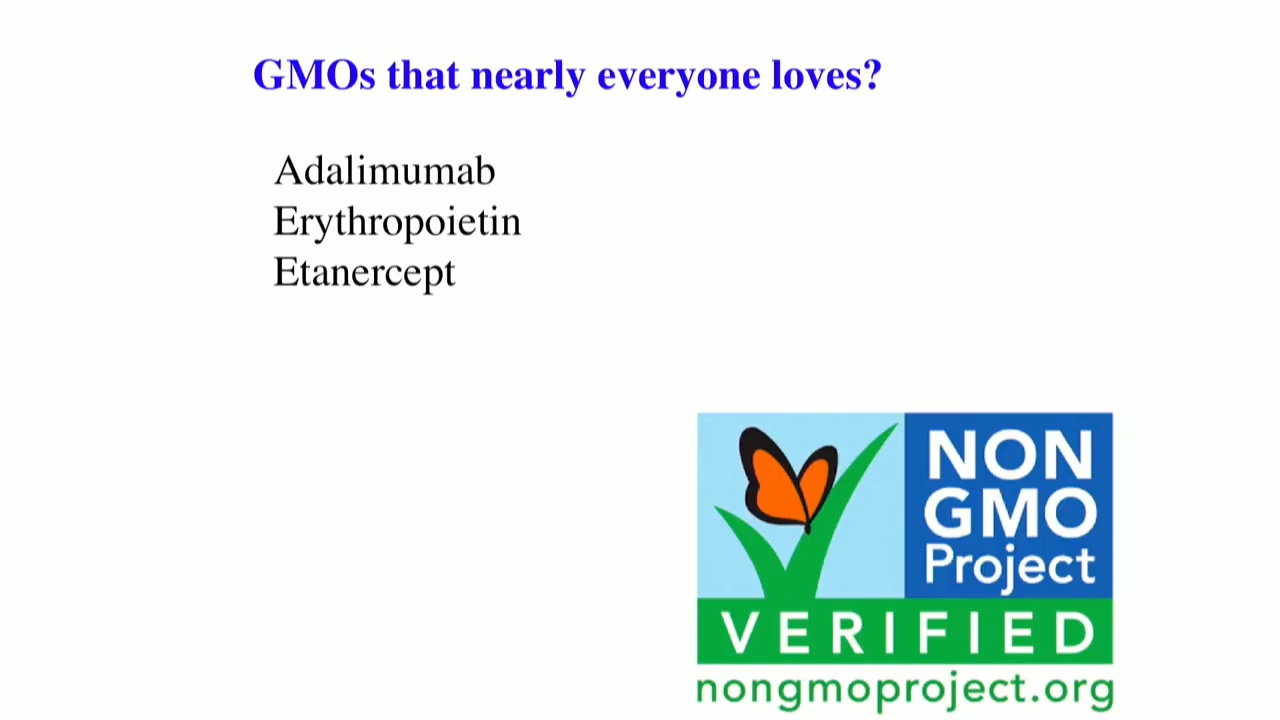 GMOs that nearly everyone loves?
Adalimumab
Erythropoietin
Etanercept
NON
GMO
Project
VERIFIED
nongmoproject.org